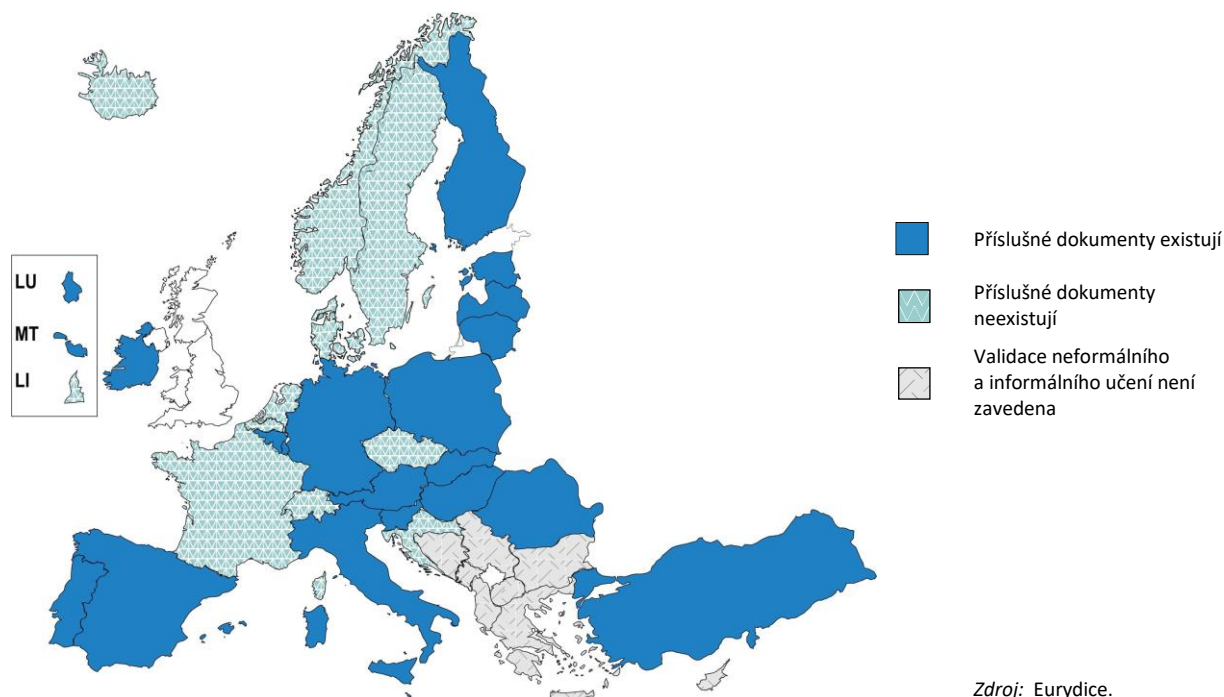 LU
MT
LI
Příslušné dokumenty existují
Příslušné dokumenty
neexistují
Validace neformálního
a informálního učení není
zavedena
Zdroj: Eurydice.